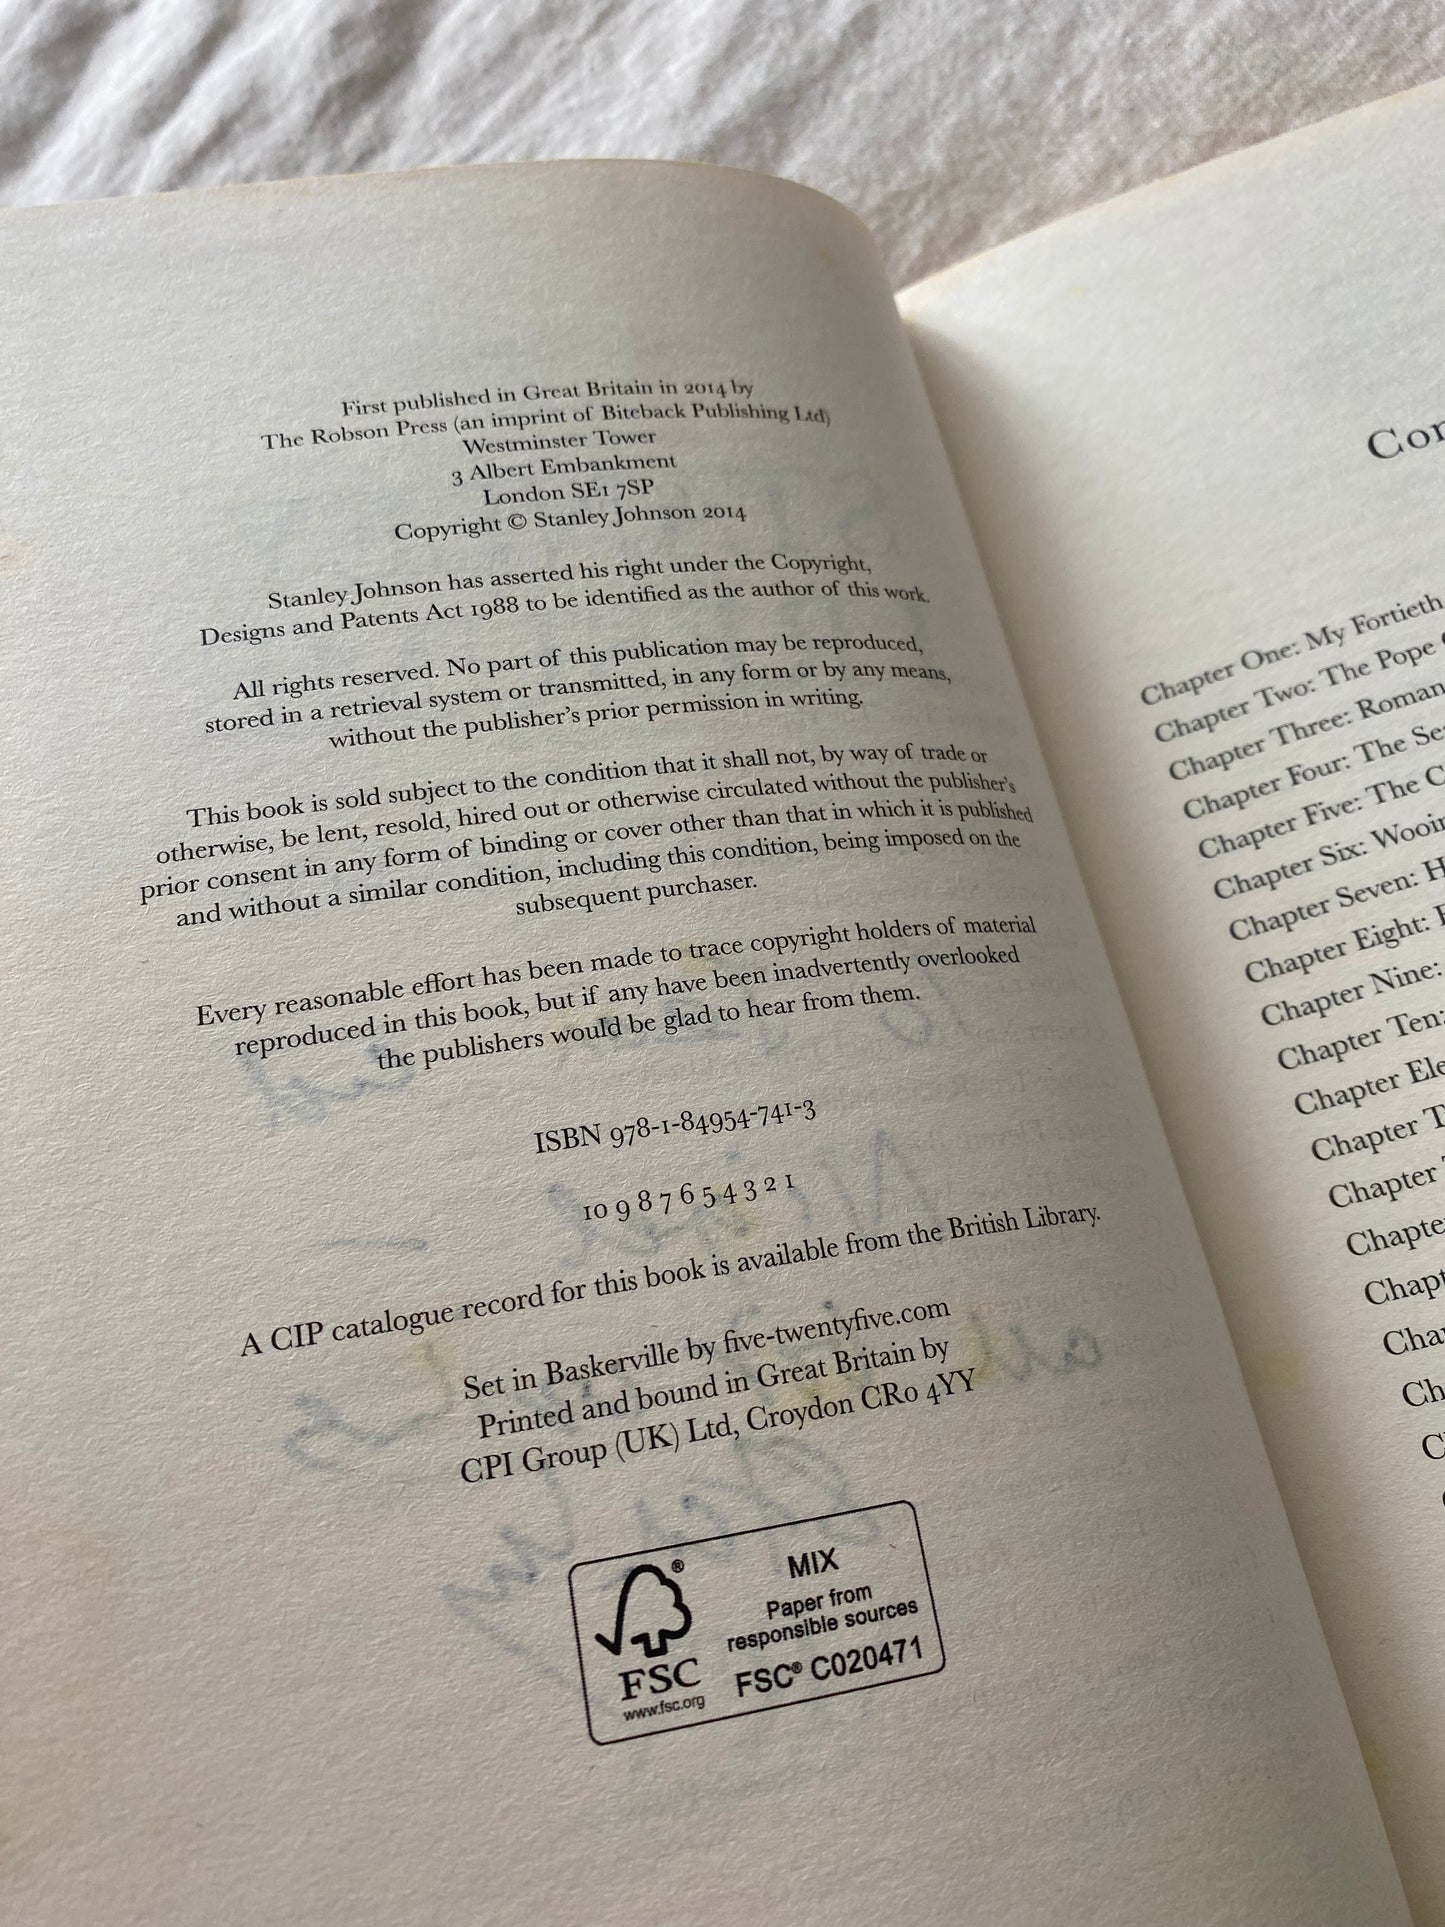 First published in Great Britain in 2014 by
The Robson Press (an imprint of Biteback Publishing Ltd)
Westminster Tower
3 Albert Embankment
London SE1 7SP
Copyright © Stanley Johnson 2014
Stanley Johnson has asserted his right under the Copyright,
Designs and Patents Act 1988 to be identified as the author of this work.
All rights reserved. No part of this publication may be reproduced,
stored in a retrieval system or transmitted, in any form or by any means,
without the publisher's prior permission in writing.
This book is sold subject to the condition that it shall not, by way of trade or
otherwise, be lent, resold, hired out or otherwise circulated without the publisher's
prior consent in any form of binding or cover other than that in which it is published
and without a similar condition, including this condition, being imposed on the
subsequent purchaser.
Every reasonable effort has been made to trace copyright holders of material
reproduced in this book, but if any have been inadvertently overlooked
the publishers would be glad to hear from them.
ISBN 978-1-84954-741-3
10 9 8 7 6 5 4 3 2 1
A CIP catalogue record for this book is available from the British Library.
Set in Baskerville by five-twentyfive.com
Printed and bound in Great Britain by
CPI Group (UK) Ltd, Croydon CR0 4YY
FSC®
www.fsc.org
MIX
Paper from
responsible sources
FSC® C020471
Chapter One: My Fortieth
Chapter Two: The Pope
Chapter Three: Roman
Chapter Four: The
Chapter Five: The
Chapter Six:
Chapter Seven:
Chapter Eight:
Chapter Nine:
Chapter Ten:
Chapter
Chapter
Chapter